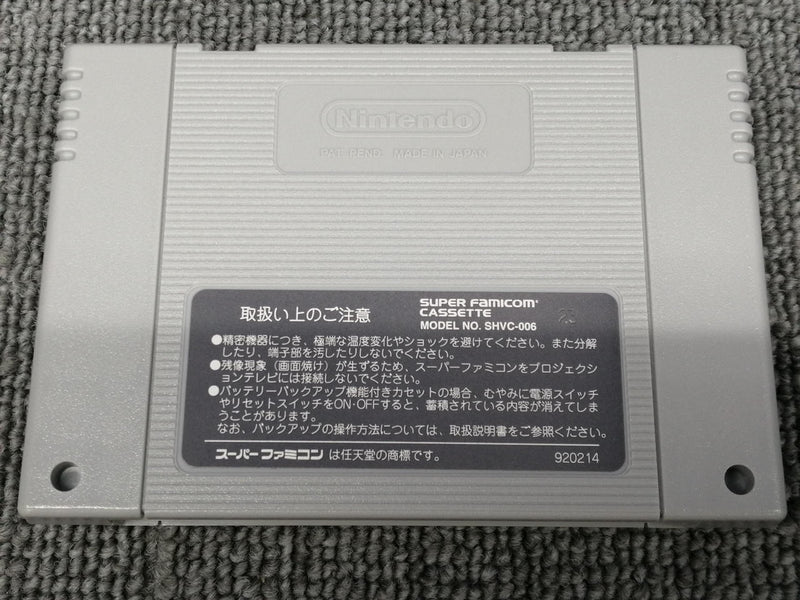 Nintendo
PAT. PEND. MADE IN JAPAN
取扱い上のご注意
SUPER FAMICOM
CASSETTE
MODEL NO. SHVC-006
●精密機器につき、極端な温度変化やショックを避けてください。また分解
したり、端子部を汚したりしないでください。
●残像現象（画面焼け）が生ずるため、スーパーファミコンをプロジェクシ
ョンテレビには接続しないでください。
●バッテリーバックアップ機能付きカセットの場合、むやみに電源スイッチ
やリセットスイッチをON・OFFすると、蓄積されている内容が消えてしま
うことがあります。
なお、バックアップの操作方法については、取扱説明書をご参照ください。
スーパーファミコン は任天堂の商標です。
920214